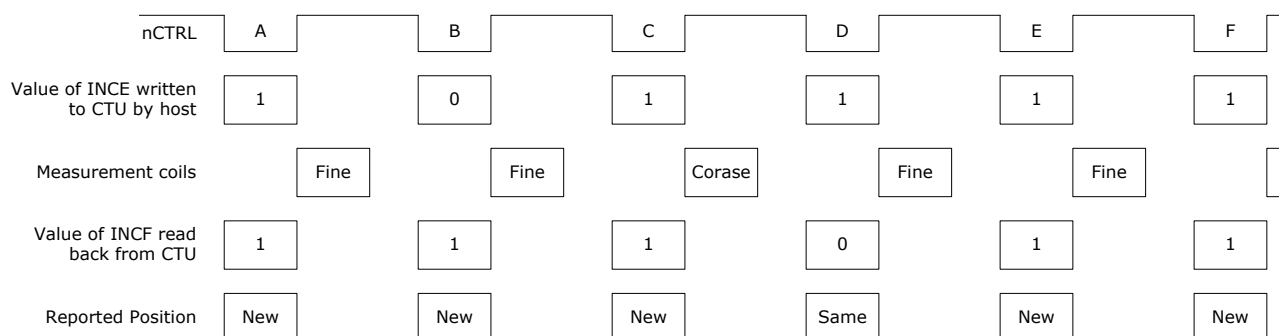 nCTRL A B C D E F
Value of INCE written
to CTU by host
1 0 1 1 1 1
Measurement coils Fine Fine Corase Fine Fine
Value of INCF read
back from CTU
1 1 1 0 1 1
Reported Position New New New Same New New